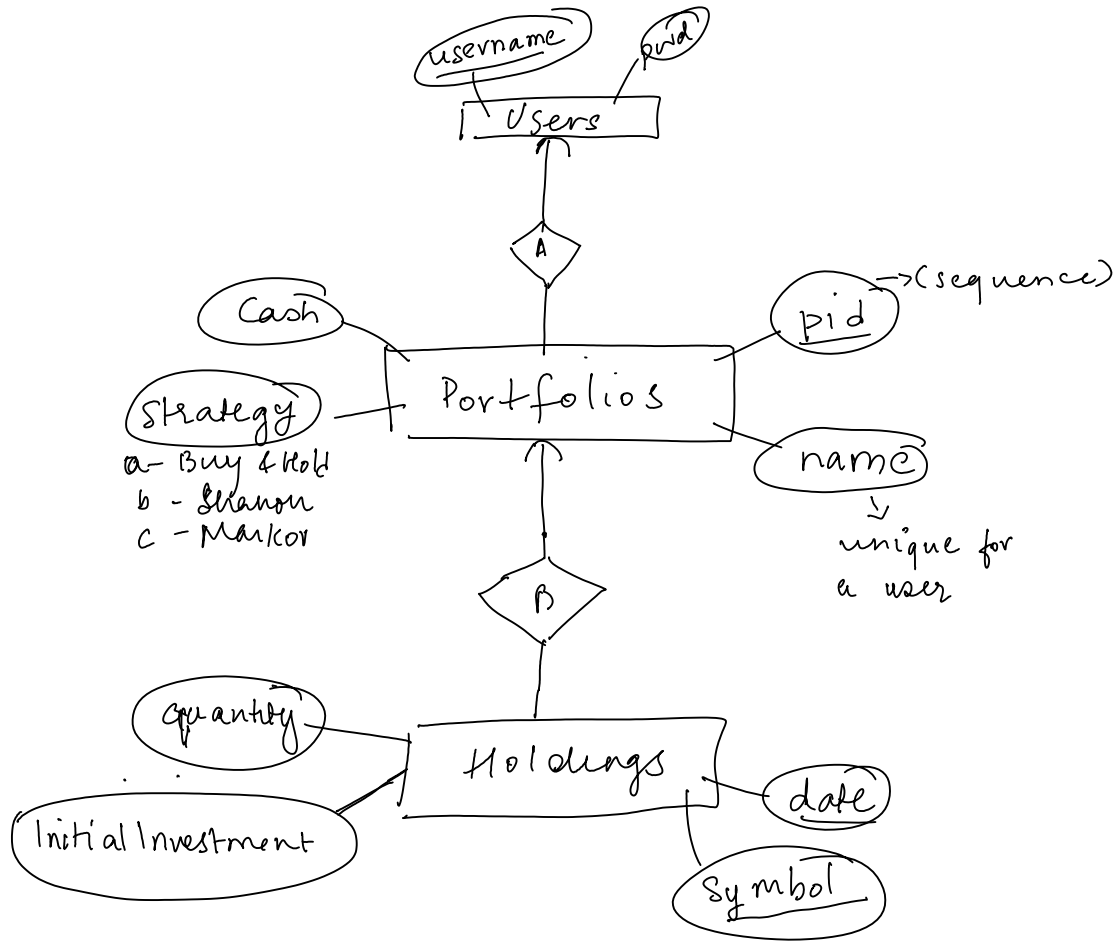 username
pwd
Users
A
Cash
pid
→(sequence)
Portfolios
Strategy
a- Buy & Hold
b - Shanon
c - Markov
name
unique for
a user
B
quantity
Holdings
date
Initial Investment
Symbol